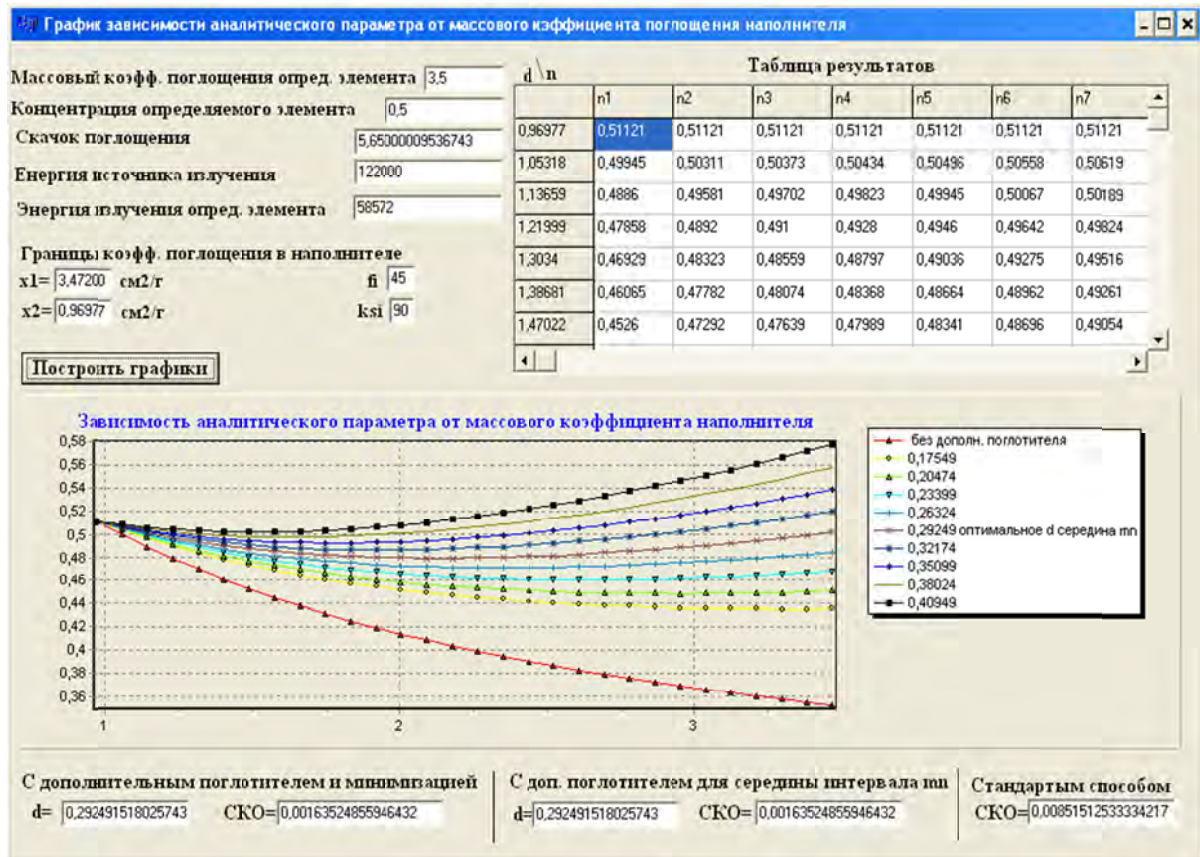 График зависимости аналитического параметра от массового кэффициента поглощения наполнителя
Массовый коэфф. поглощения опред. элемента 3,5
Концентрация определяемого элемента 0,5
Скачок поглощения 5,65000009536743
Енергия источника излучения 122000
Энергия излучения опред. элемента 58572
Границы коэфф. поглощения в наполнителе
x1= 3,47200 см2/г fi 45
x2= 0,96977 см2/г ksi 90
Построить графики
d \ n Таблица результатов
n1 n2 n3 n4 n5 n6 n7
0,96977 0,51121 0,51121 0,51121 0,51121 0,51121 0,51121 0,51121
1,05318 0,49945 0,50311 0,50373 0,50434 0,50496 0,50558 0,50619
1,13659 0,4886 0,49581 0,49702 0,49823 0,49945 0,50067 0,50189
1,21999 0,47858 0,4892 0,491 0,4928 0,4946 0,49642 0,49824
1,3034 0,46929 0,48323 0,48559 0,48797 0,49036 0,49275 0,49516
1,38681 0,46065 0,47782 0,48074 0,48368 0,48664 0,48962 0,49261
1,47022 0,4526 0,47292 0,47639 0,47989 0,48341 0,48696 0,49054
Зависимость аналитического параметра от массового коэффициента наполнителя
0,58
0,56
0,54
0,52
0,5
0,48
0,46
0,44
0,42
0,4
0,38
0,36
1 2 3
без дополн. поглотителя
0,17549
0,20474
0,23399
0,26324
0,29249 оптимальное d середина mn
0,32174
0,35099
0,38024
0,40949
С дополнительным поглотителем и минимизацией
d= 0,292491518025743 СКО= 0,00163524855946432
С доп. поглотителем для середины интервала mn
d= 0,292491518025743 СКО= 0,00163524855946432
Стандартым способом
СКО= 0,00851512533334217